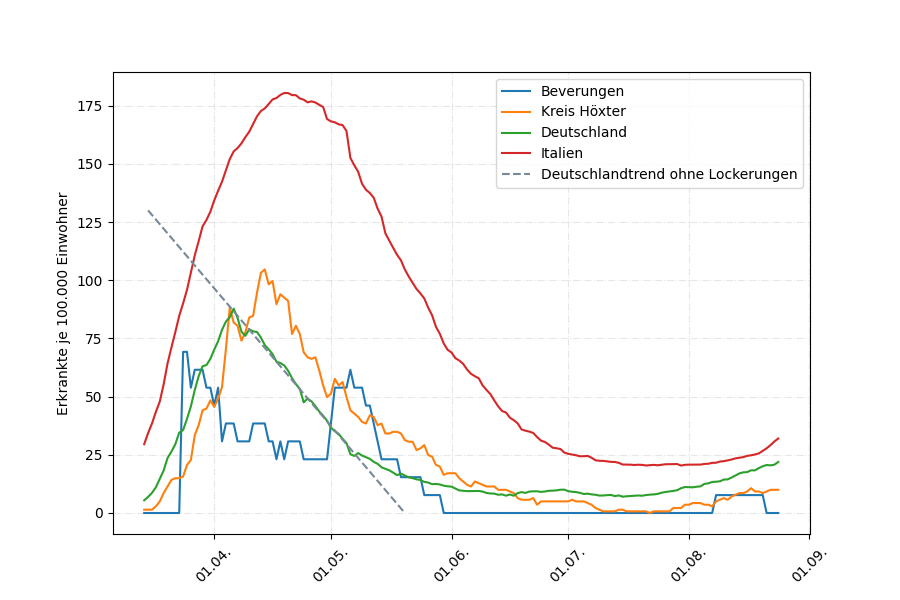 Erkrankte je 100.000 Einwohner
175
150
125
100
75
50
25
0
01.04.
01.05.
01.06.
01.07.
01.08.
01.09.
Beverungen
Kreis Höxter
Deutschland
Italien
Deutschlandtrend ohne Lockerungen